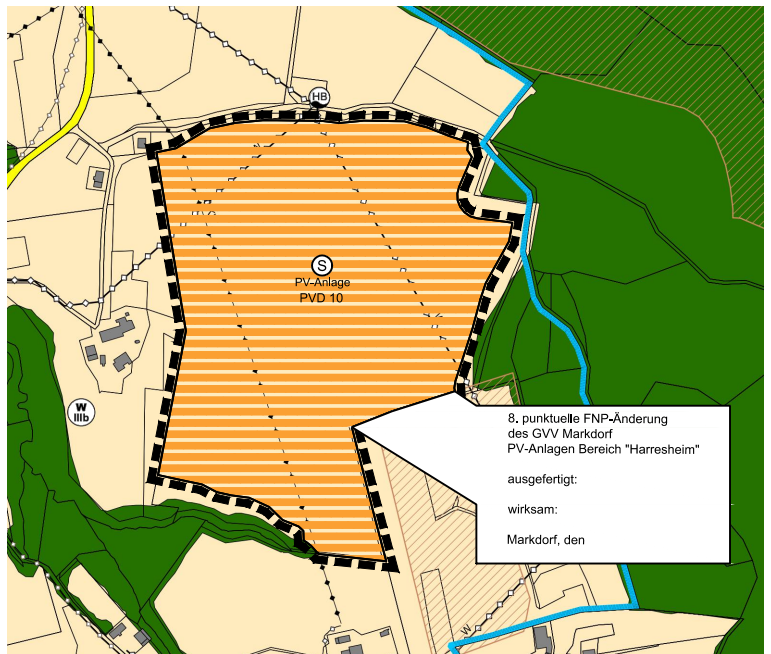 HB
S
PV-Anlage
PVD 10
W
IIIb
8. punktuelle FNP-Änderung
des GVV Markdorf
PV-Anlagen Bereich "Harresheim"
ausgefertigt:
wirksam:
Markdorf, den
W